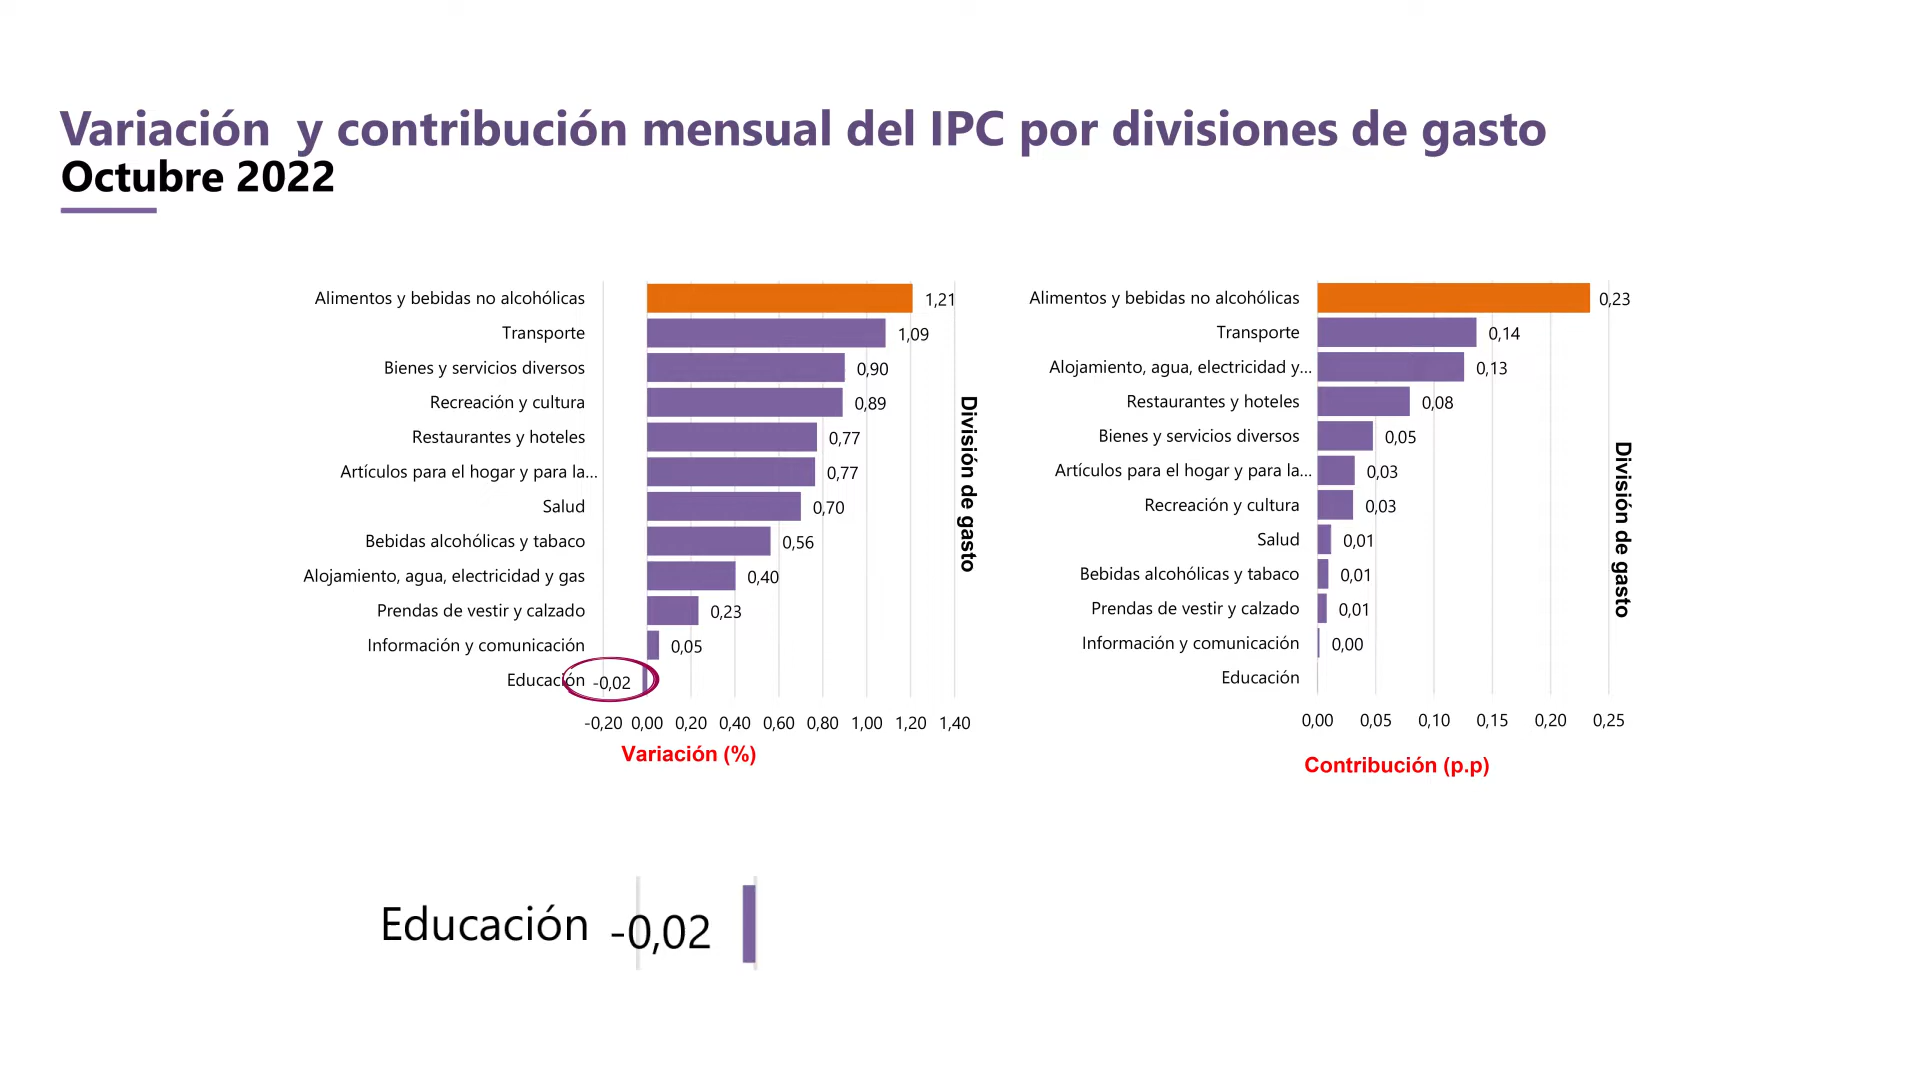 Variación y contribución mensual del IPC por divisiones de gasto
Octubre 2022
Alimentos y bebidas no alcohólicas 1,21
Transporte 1,09
Bienes y servicios diversos 0,90
Recreación y cultura 0,89
Restaurantes y hoteles 0,77
Artículos para el hogar y para la... 0,77
Salud 0,70
Bebidas alcohólicas y tabaco 0,56
Alojamiento, agua, electricidad y gas 0,40
Prendas de vestir y calzado 0,23
Información y comunicación 0,05
Educación -0,02
-0,20 0,00 0,20 0,40 0,60 0,80 1,00 1,20 1,40
Variación (%)
División de gasto
Alimentos y bebidas no alcohólicas 0,23
Transporte 0,14
Alojamiento, agua, electricidad y... 0,13
Restaurantes y hoteles 0,08
Bienes y servicios diversos 0,05
Artículos para el hogar y para la... 0,03
Recreación y cultura 0,03
Salud 0,01
Bebidas alcohólicas y tabaco 0,01
Prendas de vestir y calzado 0,01
Información y comunicación 0,00
Educación
0,00 0,05 0,10 0,15 0,20 0,25
Contribución (p.p)
División de gasto
Educación -0,02